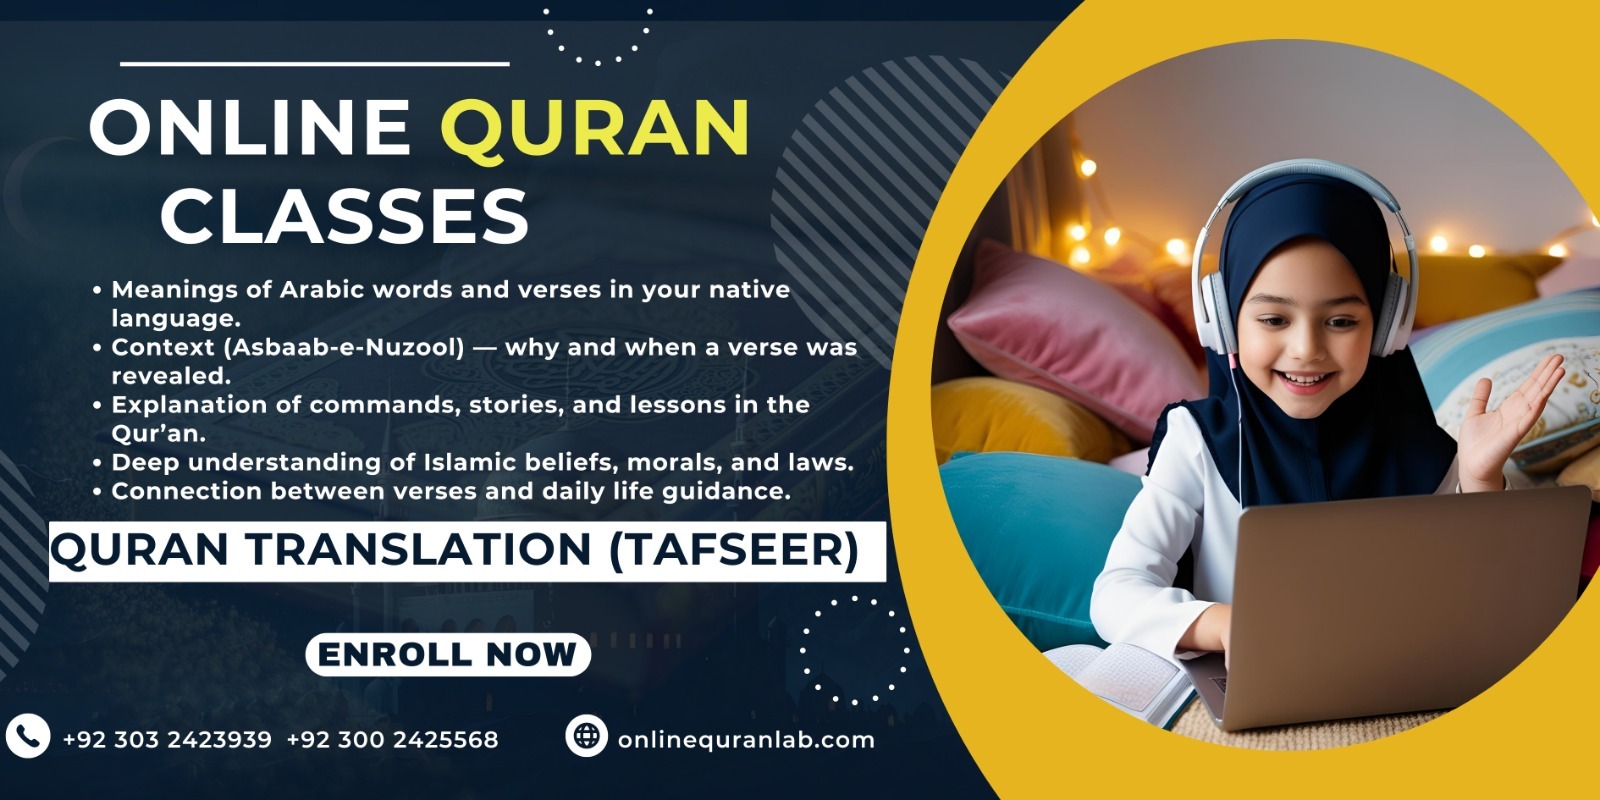 ONLINE QURAN
CLASSES
• Meanings of Arabic words and verses in your native
language.
• Context (Asbaab-e-Nuzool) — why and when a verse was
revealed.
• Explanation of commands, stories, and lessons in the
Qur’an.
• Deep understanding of Islamic beliefs, morals, and laws.
• Connection between verses and daily life guidance.
QURAN TRANSLATION (TAFSEER)
ENROLL NOW
+92 303 2423939 +92 300 2425568 onlinequranlab.com